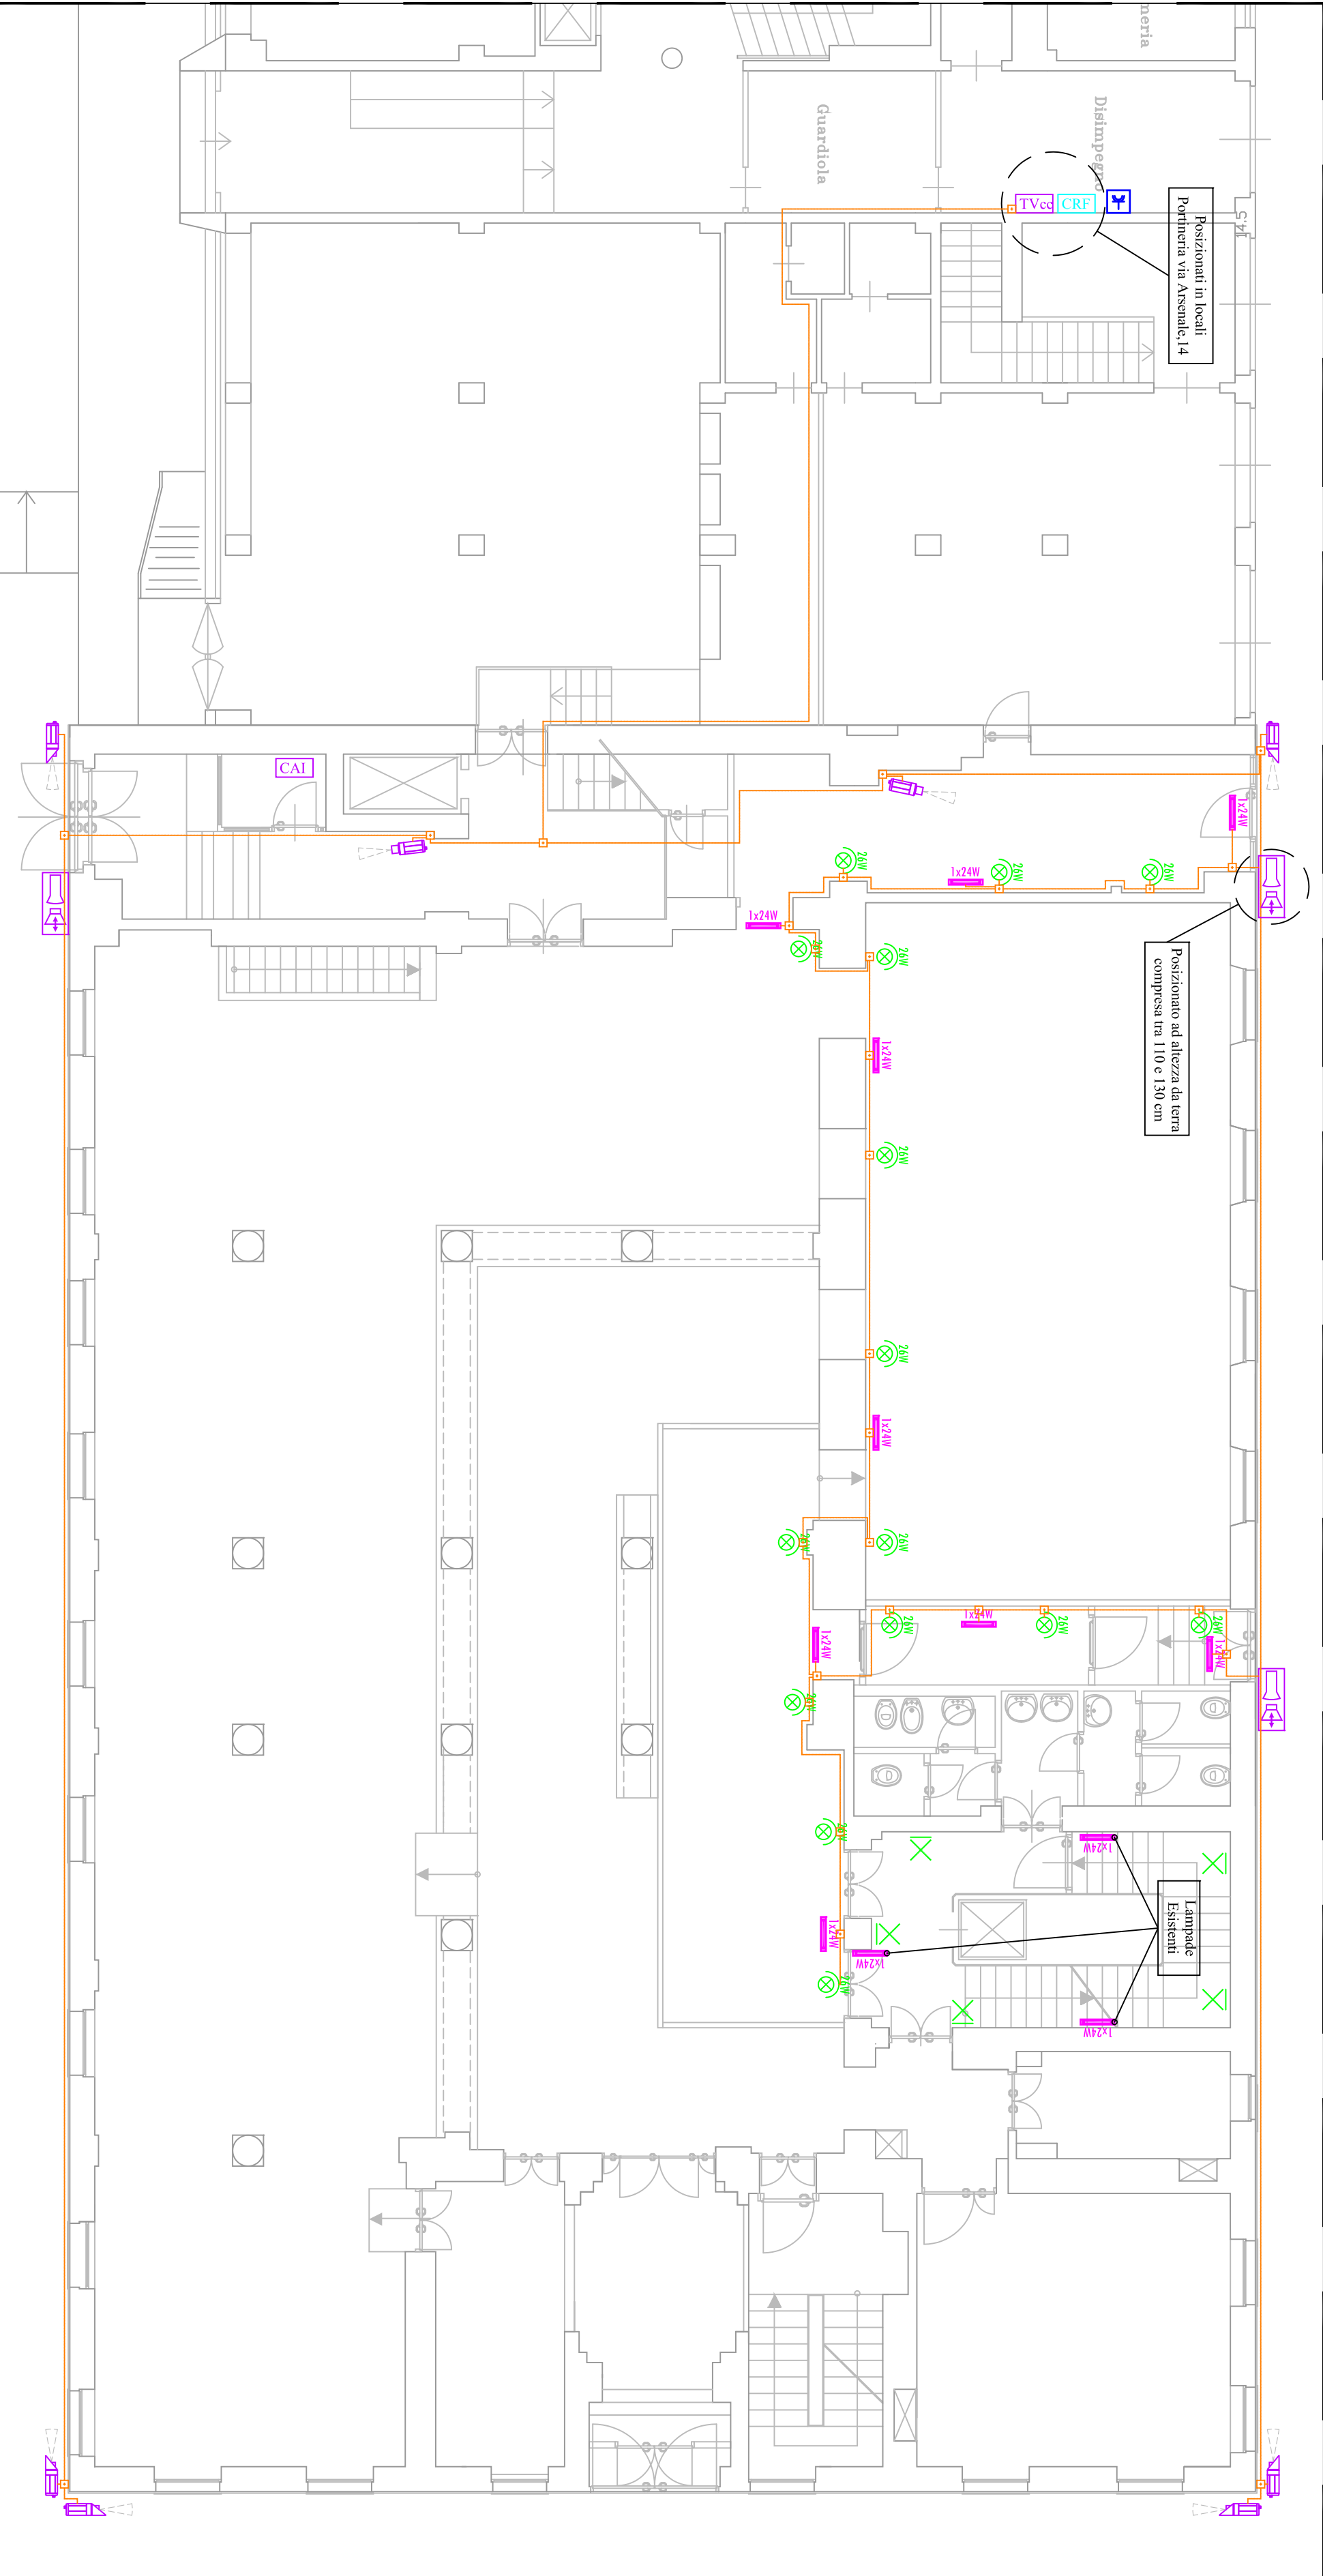 neria
Disimpegno
Guardiola
TVcc
CRF
14.5
Posizionati in locali
Portineria via Arsenale,14
CAI
1x24W
26W
26W
1x24W
26W
1x24W
26W
26W
Posizionato ad altezza da terra
compresa tra 110 e 130 cm
1x24W
26W
26W
1x24W
26W
26W
26W
1x24W
26W
26W
1x24W
1x24W
26W
26W
1x24W
Lampade
Esistenti
1x24W
1x24W
26W
1x24W